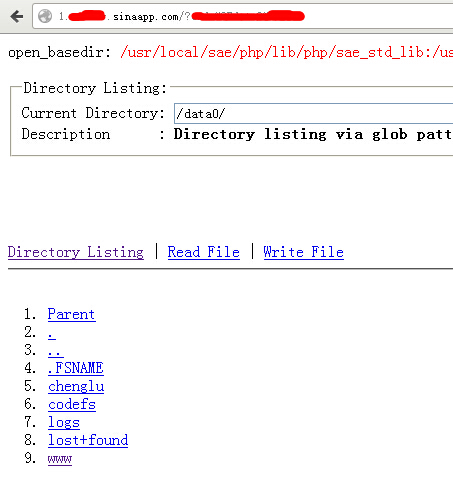 1. .sinaapp.com/?
open_basedir: /usr/local/sae/php/lib/php/sae_std_lib:/us
Directory Listing:
Current Directory: /data0/
Description : Directory listing via glob patt
Directory Listing | Read File | Write File
1. Parent
2. .
3. ..
4. .FSNAME
5. chenglu
6. codefs
7. logs
8. lost+found
9. www